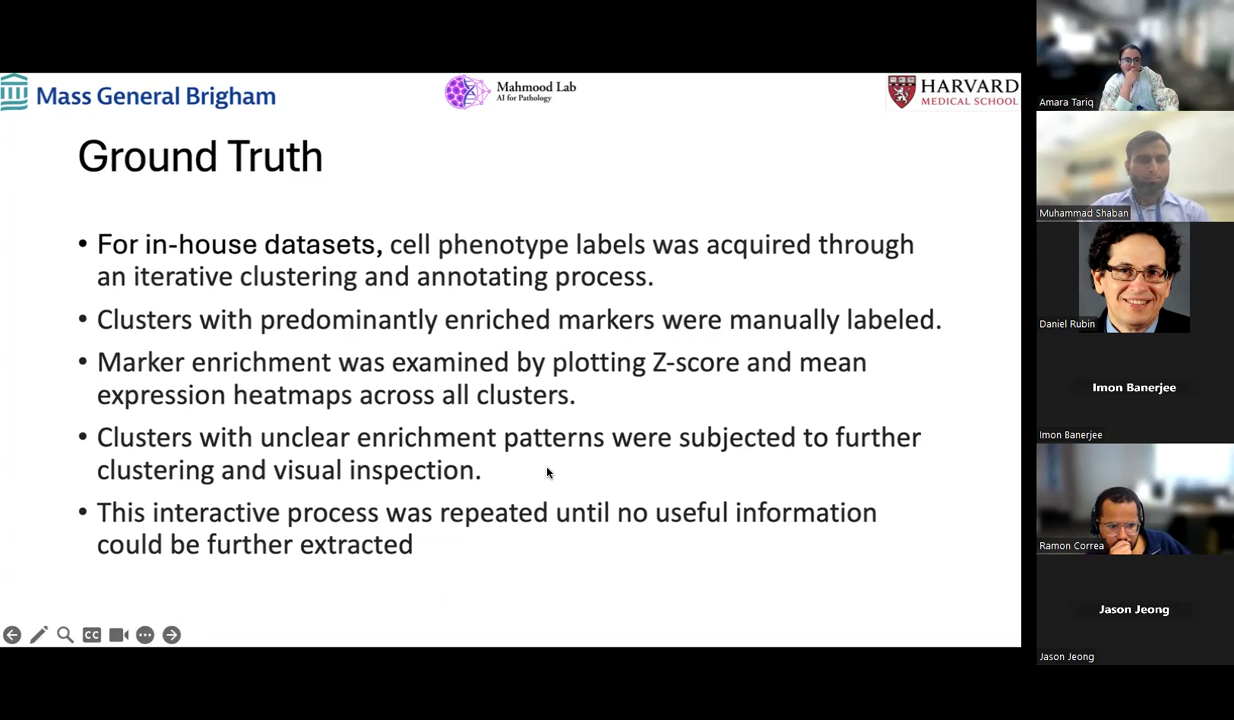 Mass General Brigham
Mahmood Lab
AI for Pathology
HARVARD
MEDICAL SCHOOL
Ground Truth
• For in-house datasets, cell phenotype labels was acquired through
an iterative clustering and annotating process.
• Clusters with predominantly enriched markers were manually labeled.
• Marker enrichment was examined by plotting Z-score and mean
expression heatmaps across all clusters.
• Clusters with unclear enrichment patterns were subjected to further
clustering and visual inspection.
• This interactive process was repeated until no useful information
could be further extracted
CC
Amara Tariq
Muhammad Shaban
Daniel Rubin
Imon Banerjee
Imon Banerjee
Ramon Correa
Jason Jeong
Jason Jeong